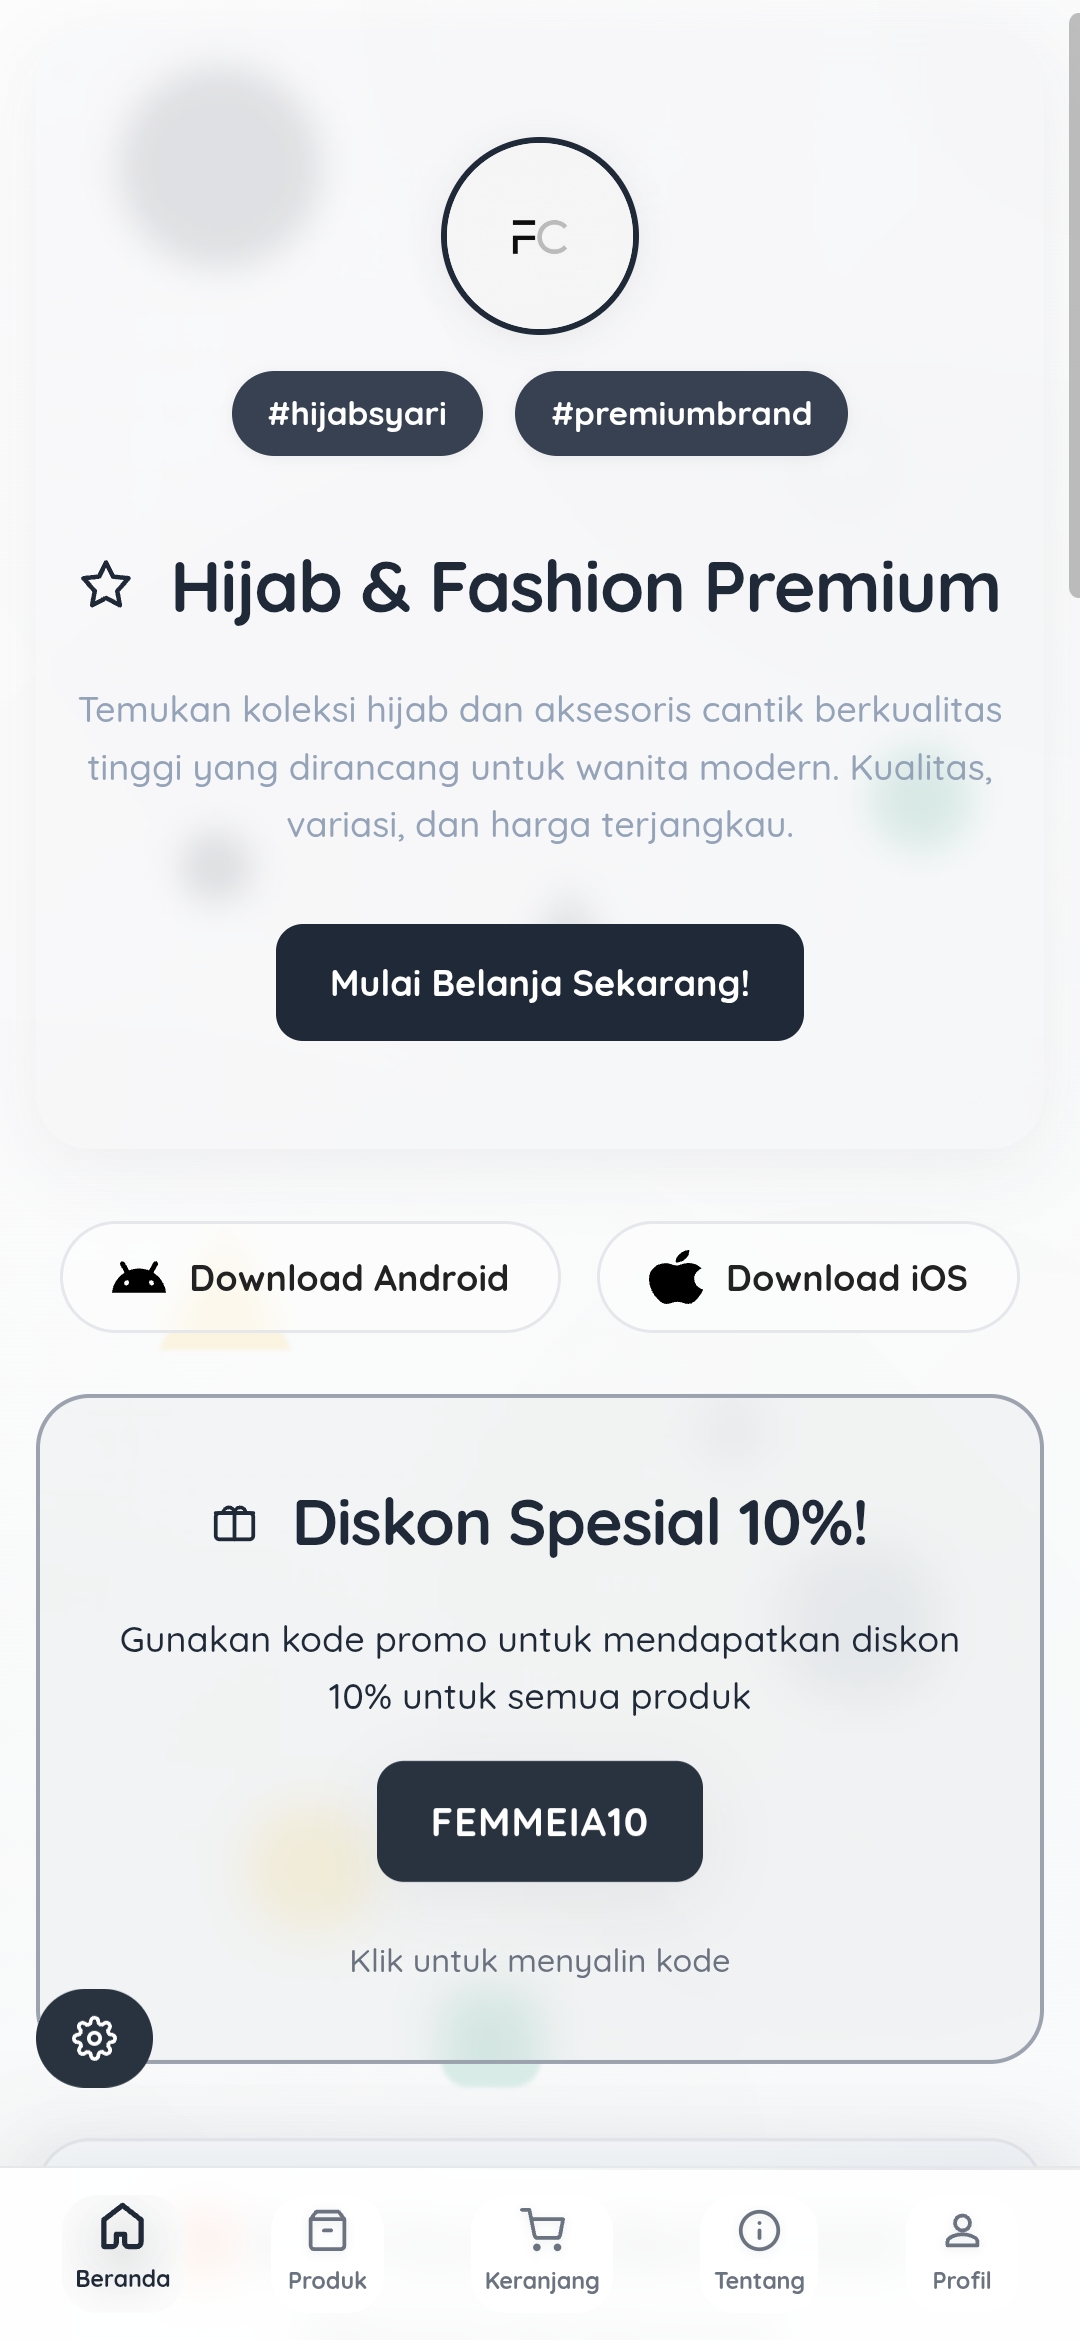 FC
#hijabsyari #premiumbrand
Hijab & Fashion Premium
Temukan koleksi hijab dan aksesoris cantik berkualitas
tinggi yang dirancang untuk wanita modern. Kualitas,
variasi, dan harga terjangkau.
Mulai Belanja Sekarang!
Download Android Download iOS
Diskon Spesial 10%!
Gunakan kode promo untuk mendapatkan diskon
10% untuk semua produk
FEMMEIA10
Klik untuk menyalin kode
Beranda Produk Keranjang Tentang Profil